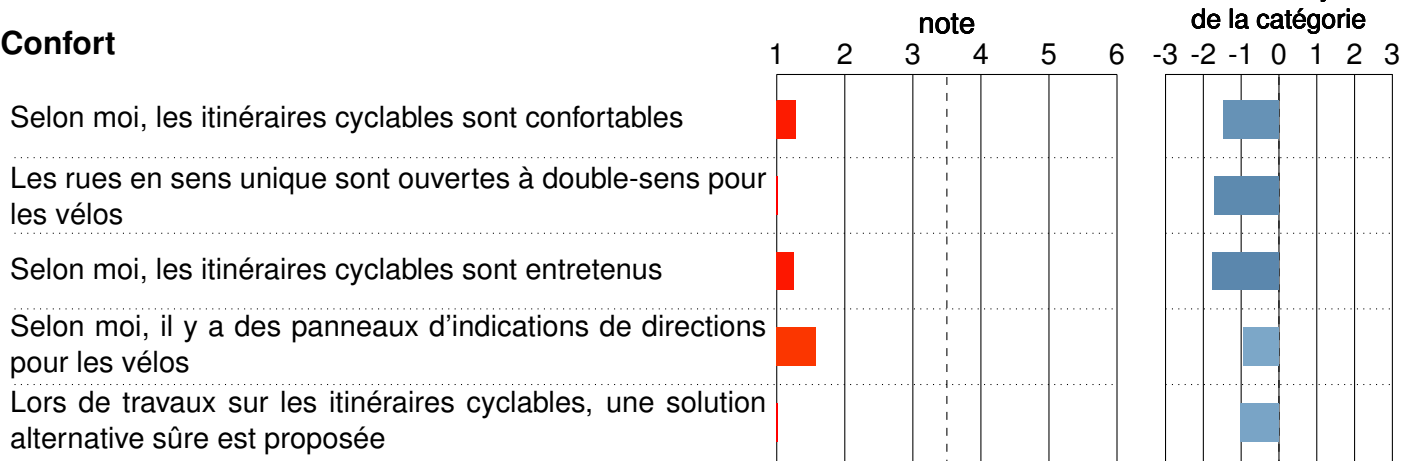 note
de la catégorie
Confort
1 2 3 4 5 6 -3 -2 -1 0 1 2 3
Selon moi, les itinéraires cyclables sont confortables
Les rues en sens unique sont ouvertes à double-sens pour
les vélos
Selon moi, les itinéraires cyclables sont entretenus
Selon moi, il y a des panneaux d'indications de directions
pour les vélos
Lors de travaux sur les itinéraires cyclables, une solution
alternative sûre est proposée